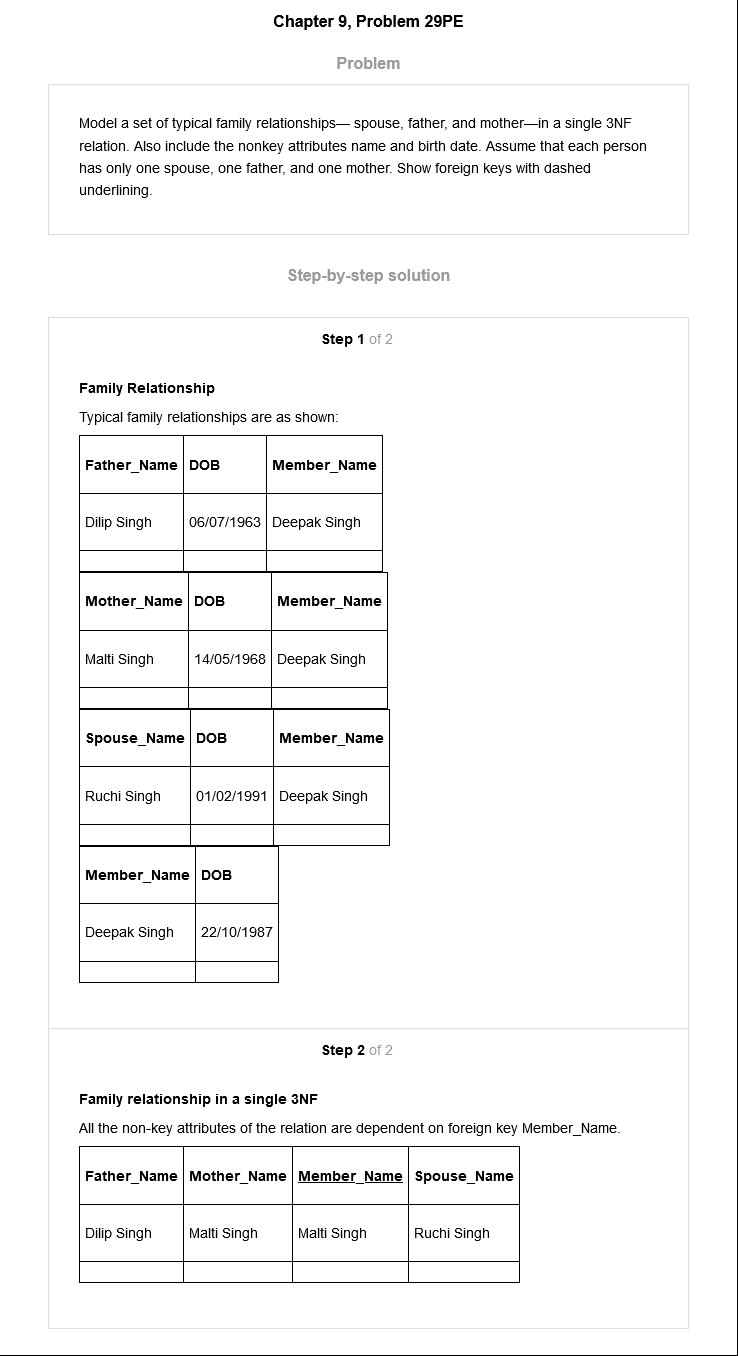 Chapter 9, Problem 29PE
Problem
Model a set of typical family relationships— spouse, father, and mother—in a single 3NF
relation. Also include the nonkey attributes name and birth date. Assume that each person
has only one spouse, one father, and one mother. Show foreign keys with dashed
underlining.
Step-by-step solution
Step 1 of 2
Family Relationship
Typical family relationships are as shown:
Father_Name DOB Member_Name
Dilip Singh 06/07/1963 Deepak Singh
Mother_Name DOB Member_Name
Malti Singh 14/05/1968 Deepak Singh
Spouse_Name DOB Member_Name
Ruchi Singh 01/02/1991 Deepak Singh
Member_Name DOB
Deepak Singh 22/10/1987
Step 2 of 2
Family relationship in a single 3NF
All the non-key attributes of the relation are dependent on foreign key Member_Name.
Father_Name Mother_Name Member_Name Spouse_Name
Dilip Singh Malti Singh Malti Singh Ruchi Singh